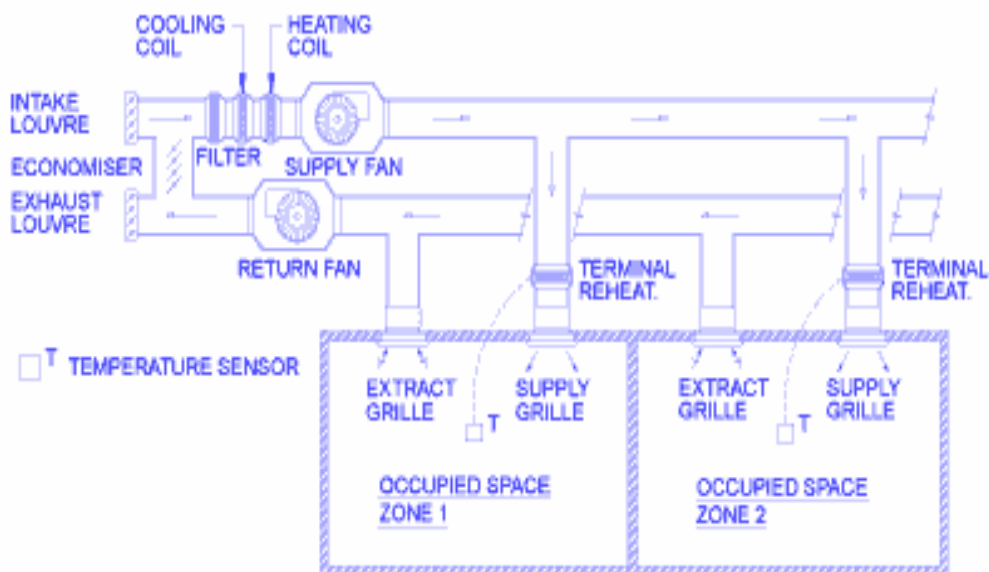 COOLING
COIL
HEATING
COIL
INTAKE
LOUVRE
FILTER
SUPPLY FAN
ECONOMISER
EXHAUST
LOUVRE
RETURN FAN
TERMINAL
REHEAT.
TERMINAL
REHEAT.
T TEMPERATURE SENSOR
EXTRACT
GRILLE
SUPPLY
GRILLE
EXTRACT
GRILLE
SUPPLY
GRILLE
T
T
OCCUPIED SPACE
ZONE 1
OCCUPIED SPACE
ZONE 2